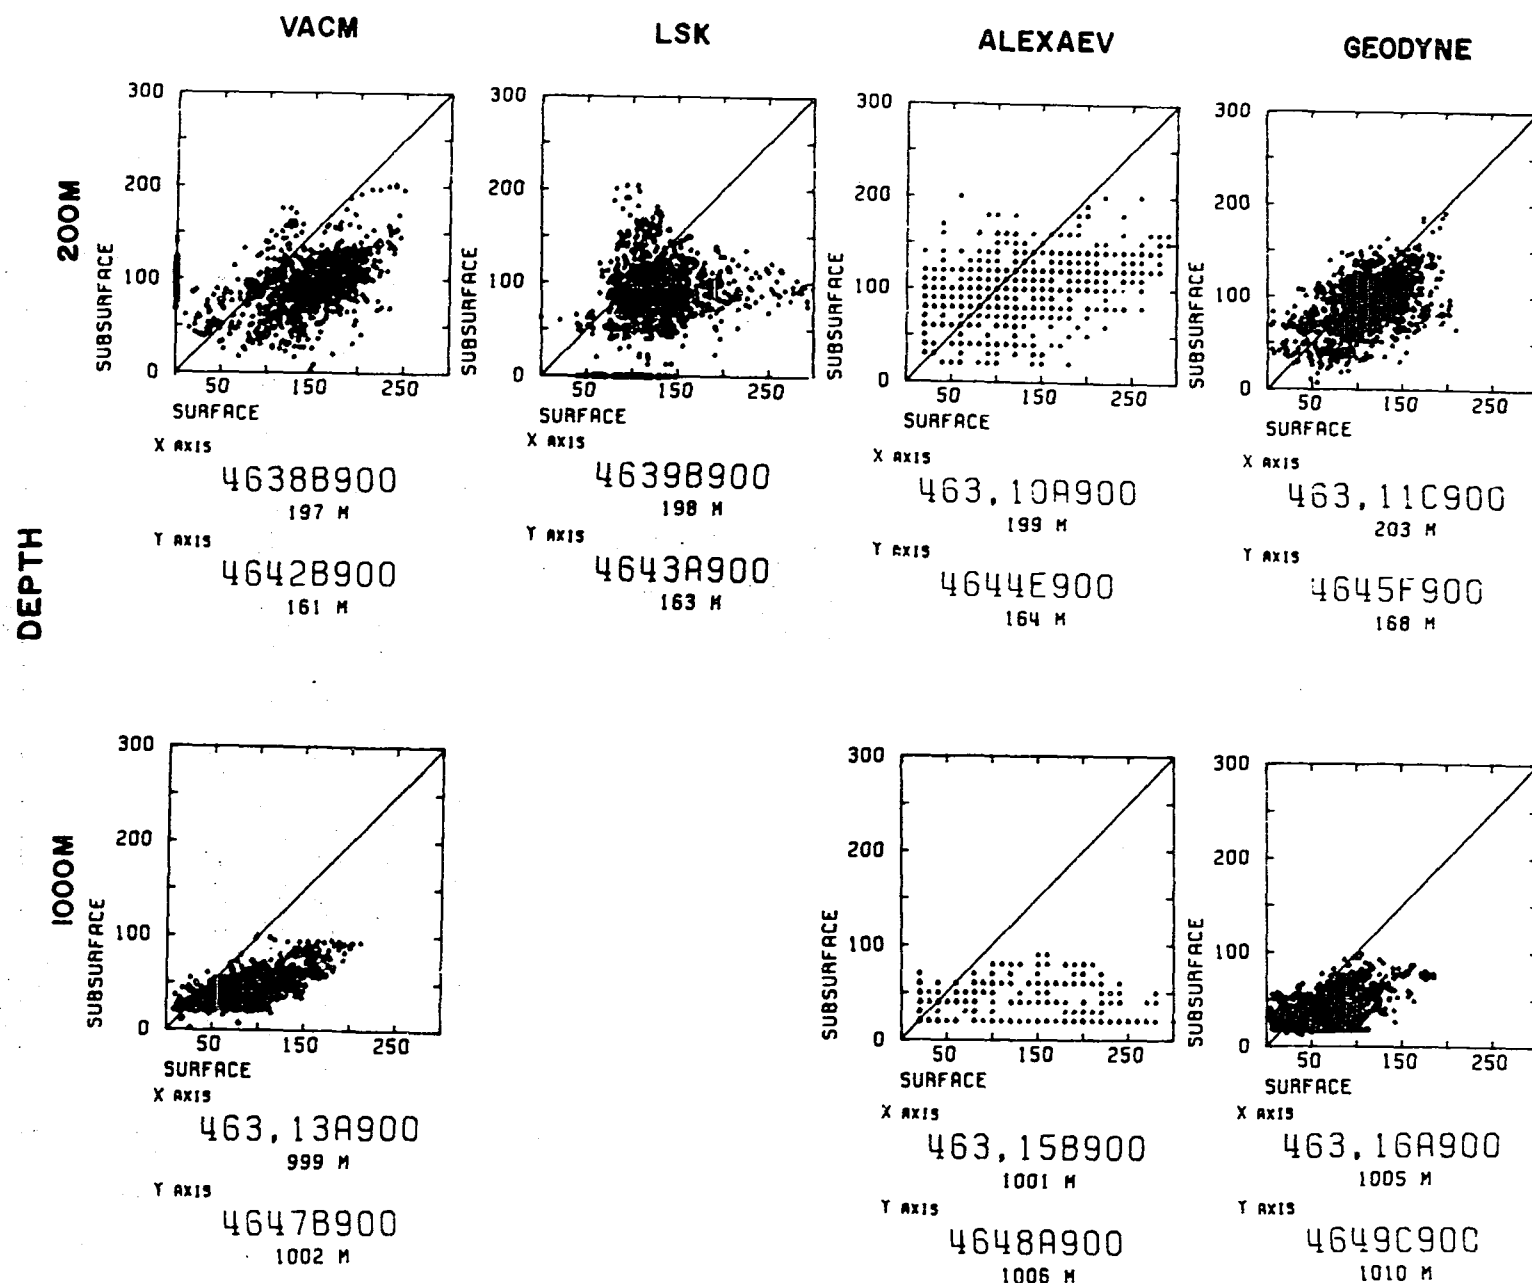 VACM LSK ALEXAEV GEODYNE
DEPTH
200M
300 200 100 0
SUBSURFACE
50 150 250
SURFACE
X AXIS
4638B900
197 M
Y AXIS
4642B900
161 M
300 200 100 0
SUBSURFACE
50 150 250
SURFACE
X AXIS
4639B900
198 M
Y AXIS
4643A900
163 M
300 200 100 0
SUBSURFACE
50 150 250
SURFACE
X AXIS
463,10A900
199 M
Y AXIS
4644E900
164 M
300 200 100 0
SUBSURFACE
50 150 250
SURFACE
X AXIS
463,11C900
203 M
Y AXIS
4645F900
168 M
1000M
300 200 100 0
SUBSURFACE
50 150 250
SURFACE
X AXIS
463,13A900
999 M
Y AXIS
4647B900
1002 M
300 200 100 0
SUBSURFACE
50 150 250
SURFACE
X AXIS
463,15B900
1001 M
Y AXIS
4648A900
1006 M
300 200 100 0
SUBSURFACE
50 150 250
SURFACE
X AXIS
463,16A900
1005 M
Y AXIS
4649C90C
1010 M